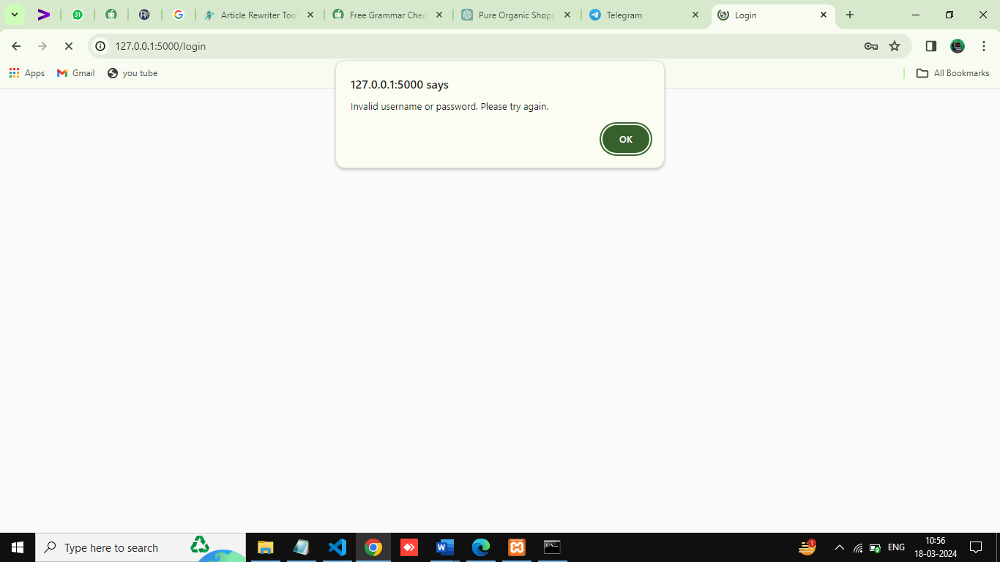 31
Article Rewriter Tool
Free Grammar Chec
Pure Organic Shopp
Telegram
Login
127.0.0.1:5000/login
Apps
Gmail
you tube
All Bookmarks
127.0.0.1:5000 says
Invalid username or password. Please try again.
OK
Type here to search
1
ENG
10:56
18-03-2024